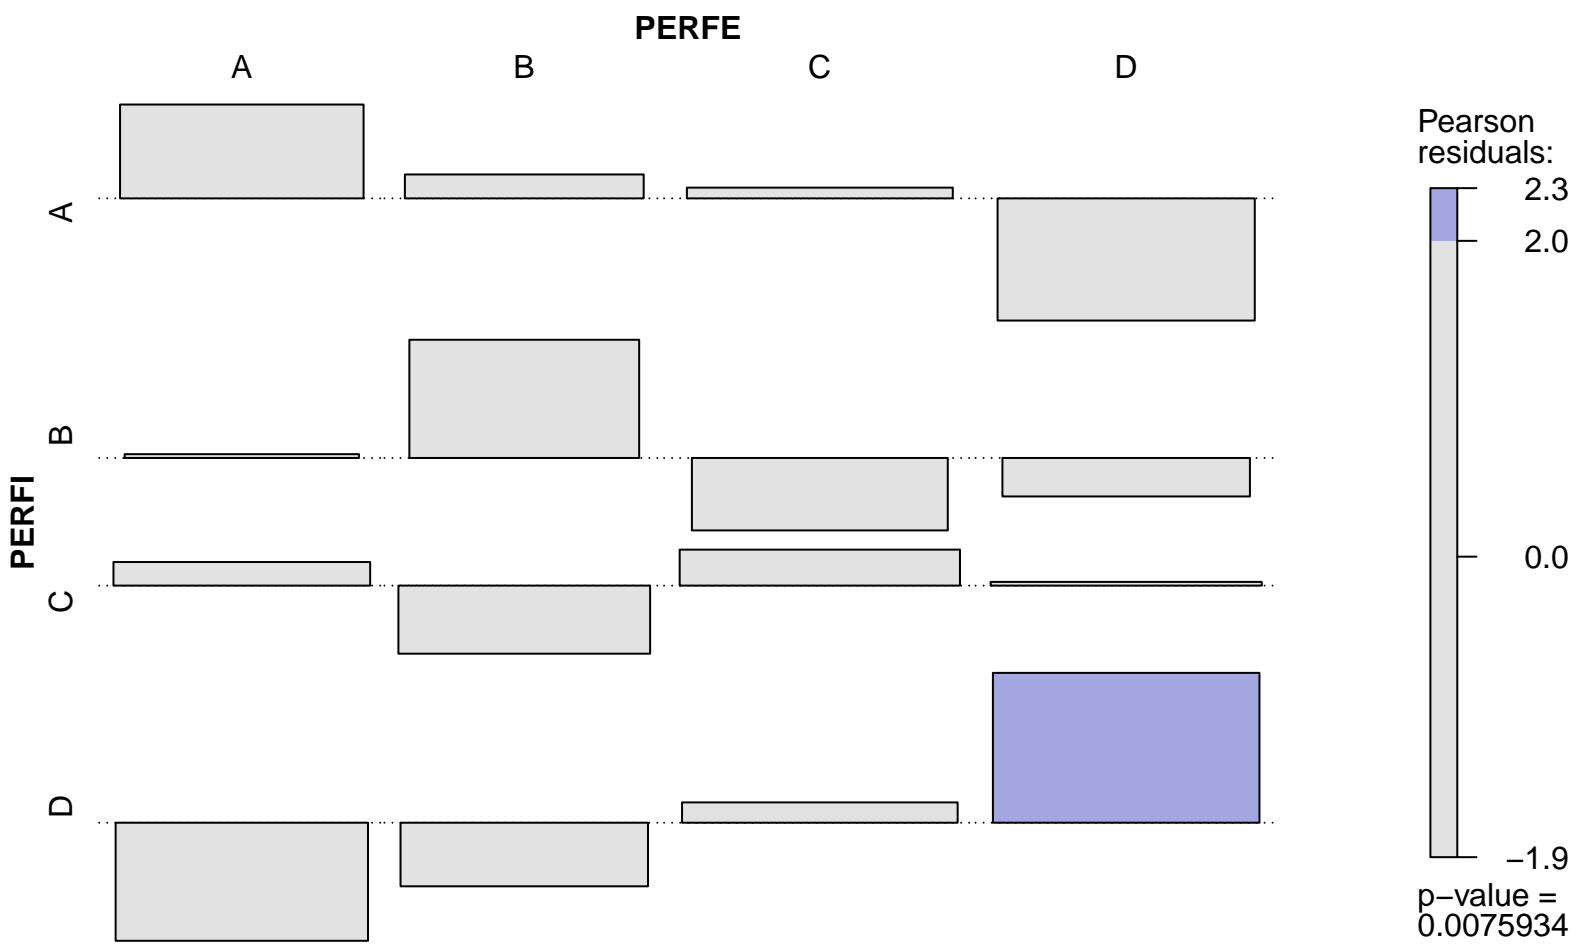 PERFE
A B C D
PERFI
A
B
C
D
Pearson
residuals:
2.3
2.0
0.0
−1.9
p−value =
0.0075934